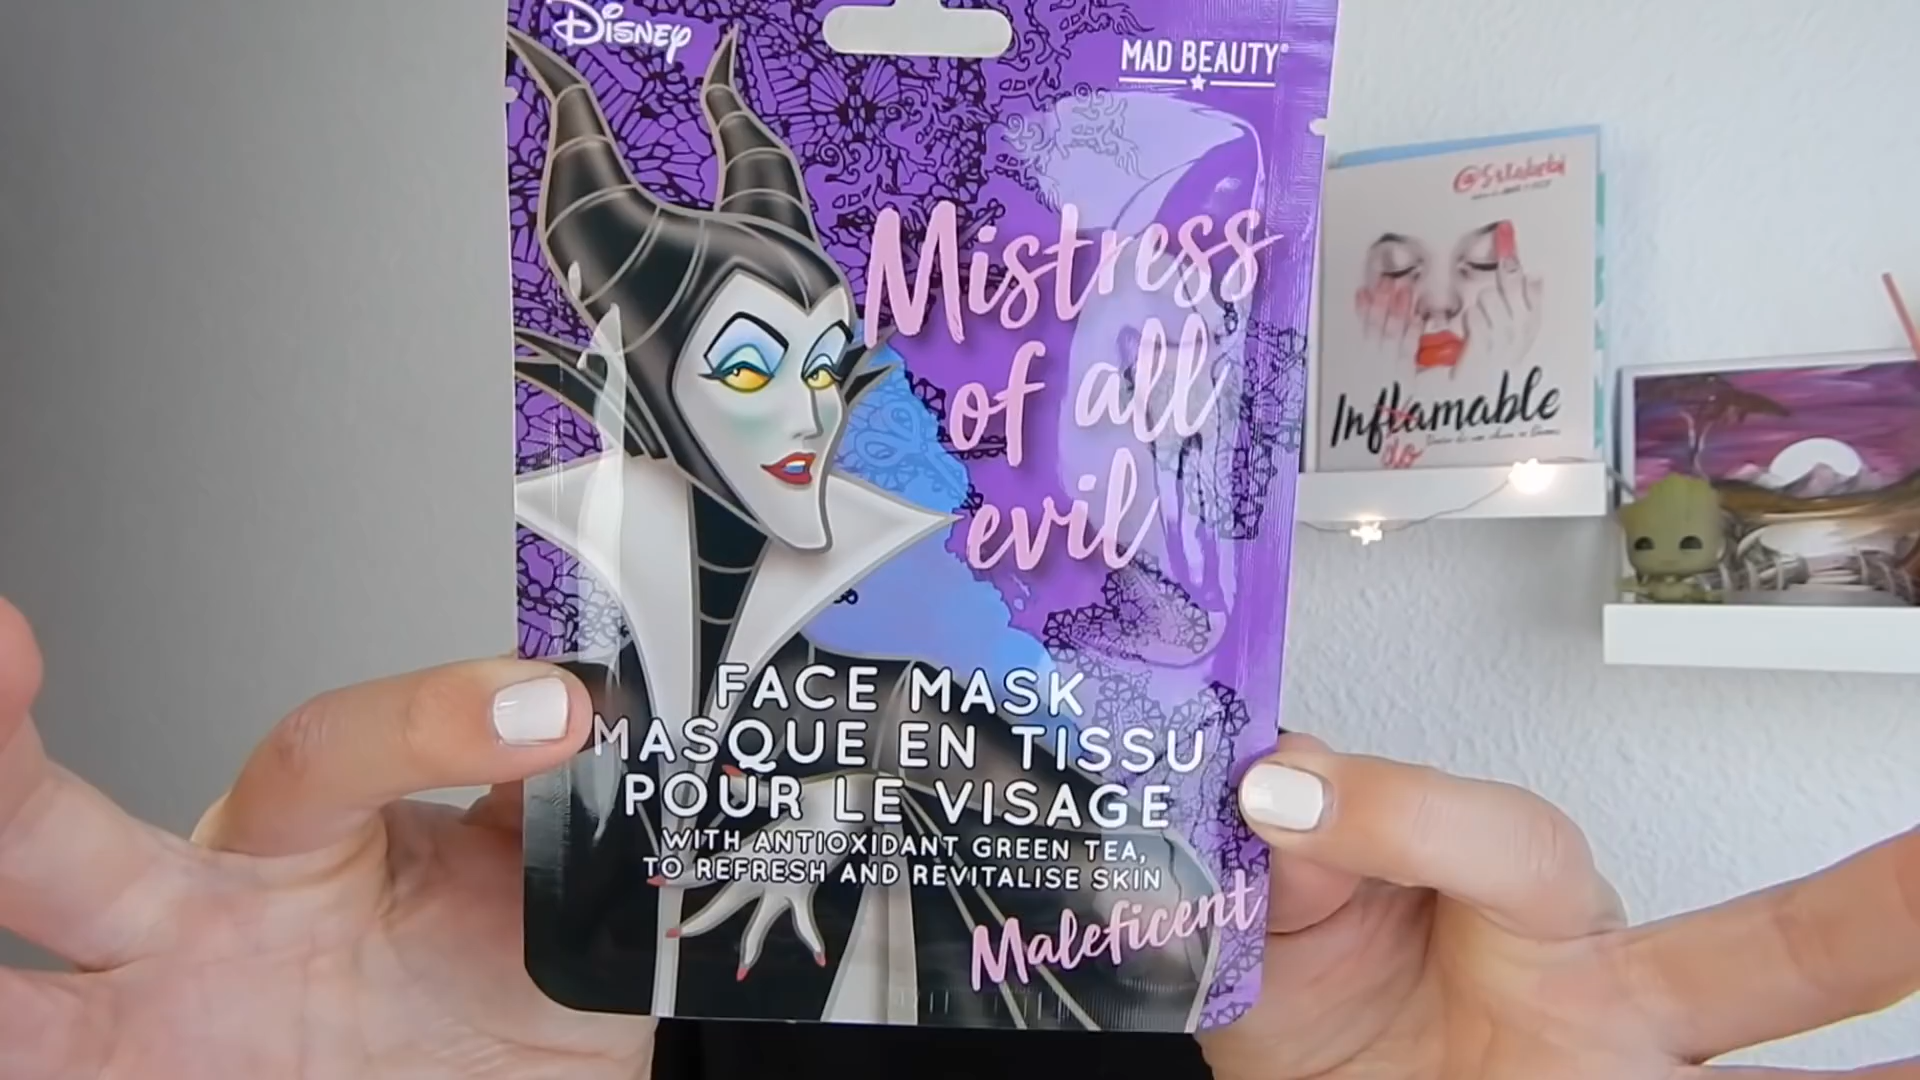 Disney
MAD BEAUTY
Mistress
of all
evil
FACE MASK
MASQUE EN TISSU
POUR LE VISAGE
WITH ANTIOXIDANT GREEN TEA,
TO REFRESH AND REVITALISE SKIN
Maleficent
@Srtabebi
Inflamable